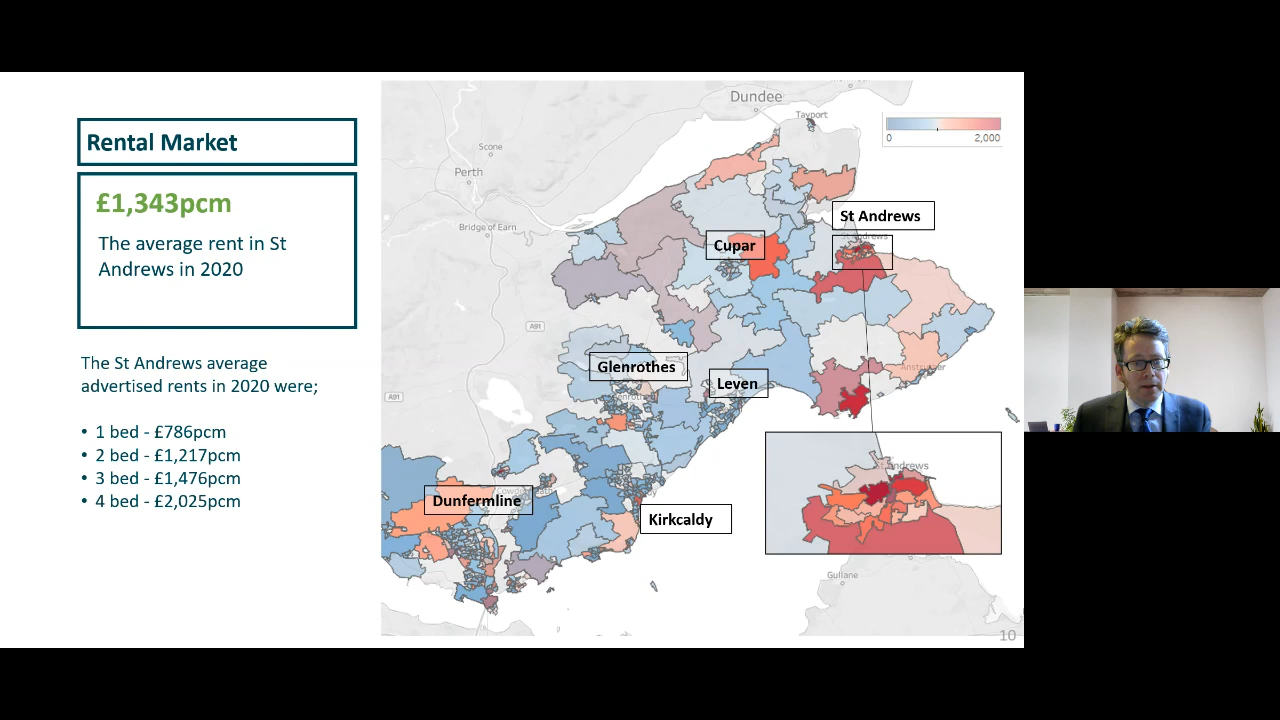 Rental Market
£1,343pcm
The average rent in St
Andrews in 2020
The St Andrews average
advertised rents in 2020 were;
• 1 bed - £786pcm
• 2 bed - £1,217pcm
• 3 bed - £1,476pcm
• 4 bed - £2,025pcm
Dundee
Tayport
0
2,000
Scone
Perth
Bridge of Earn
St Andrews
Cupar
A91
Glenrothes
Leven
Anstruther
A91
St Andrews
Dunfermline
Kirkcaldy
Gullane
10